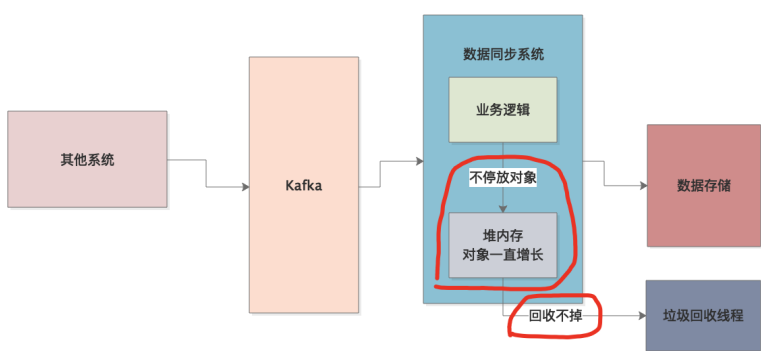 其他系统
Kafka
数据同步系统
业务逻辑
不停放对象
堆内存
对象一直增长
回收不掉
数据存储
垃圾回收线程